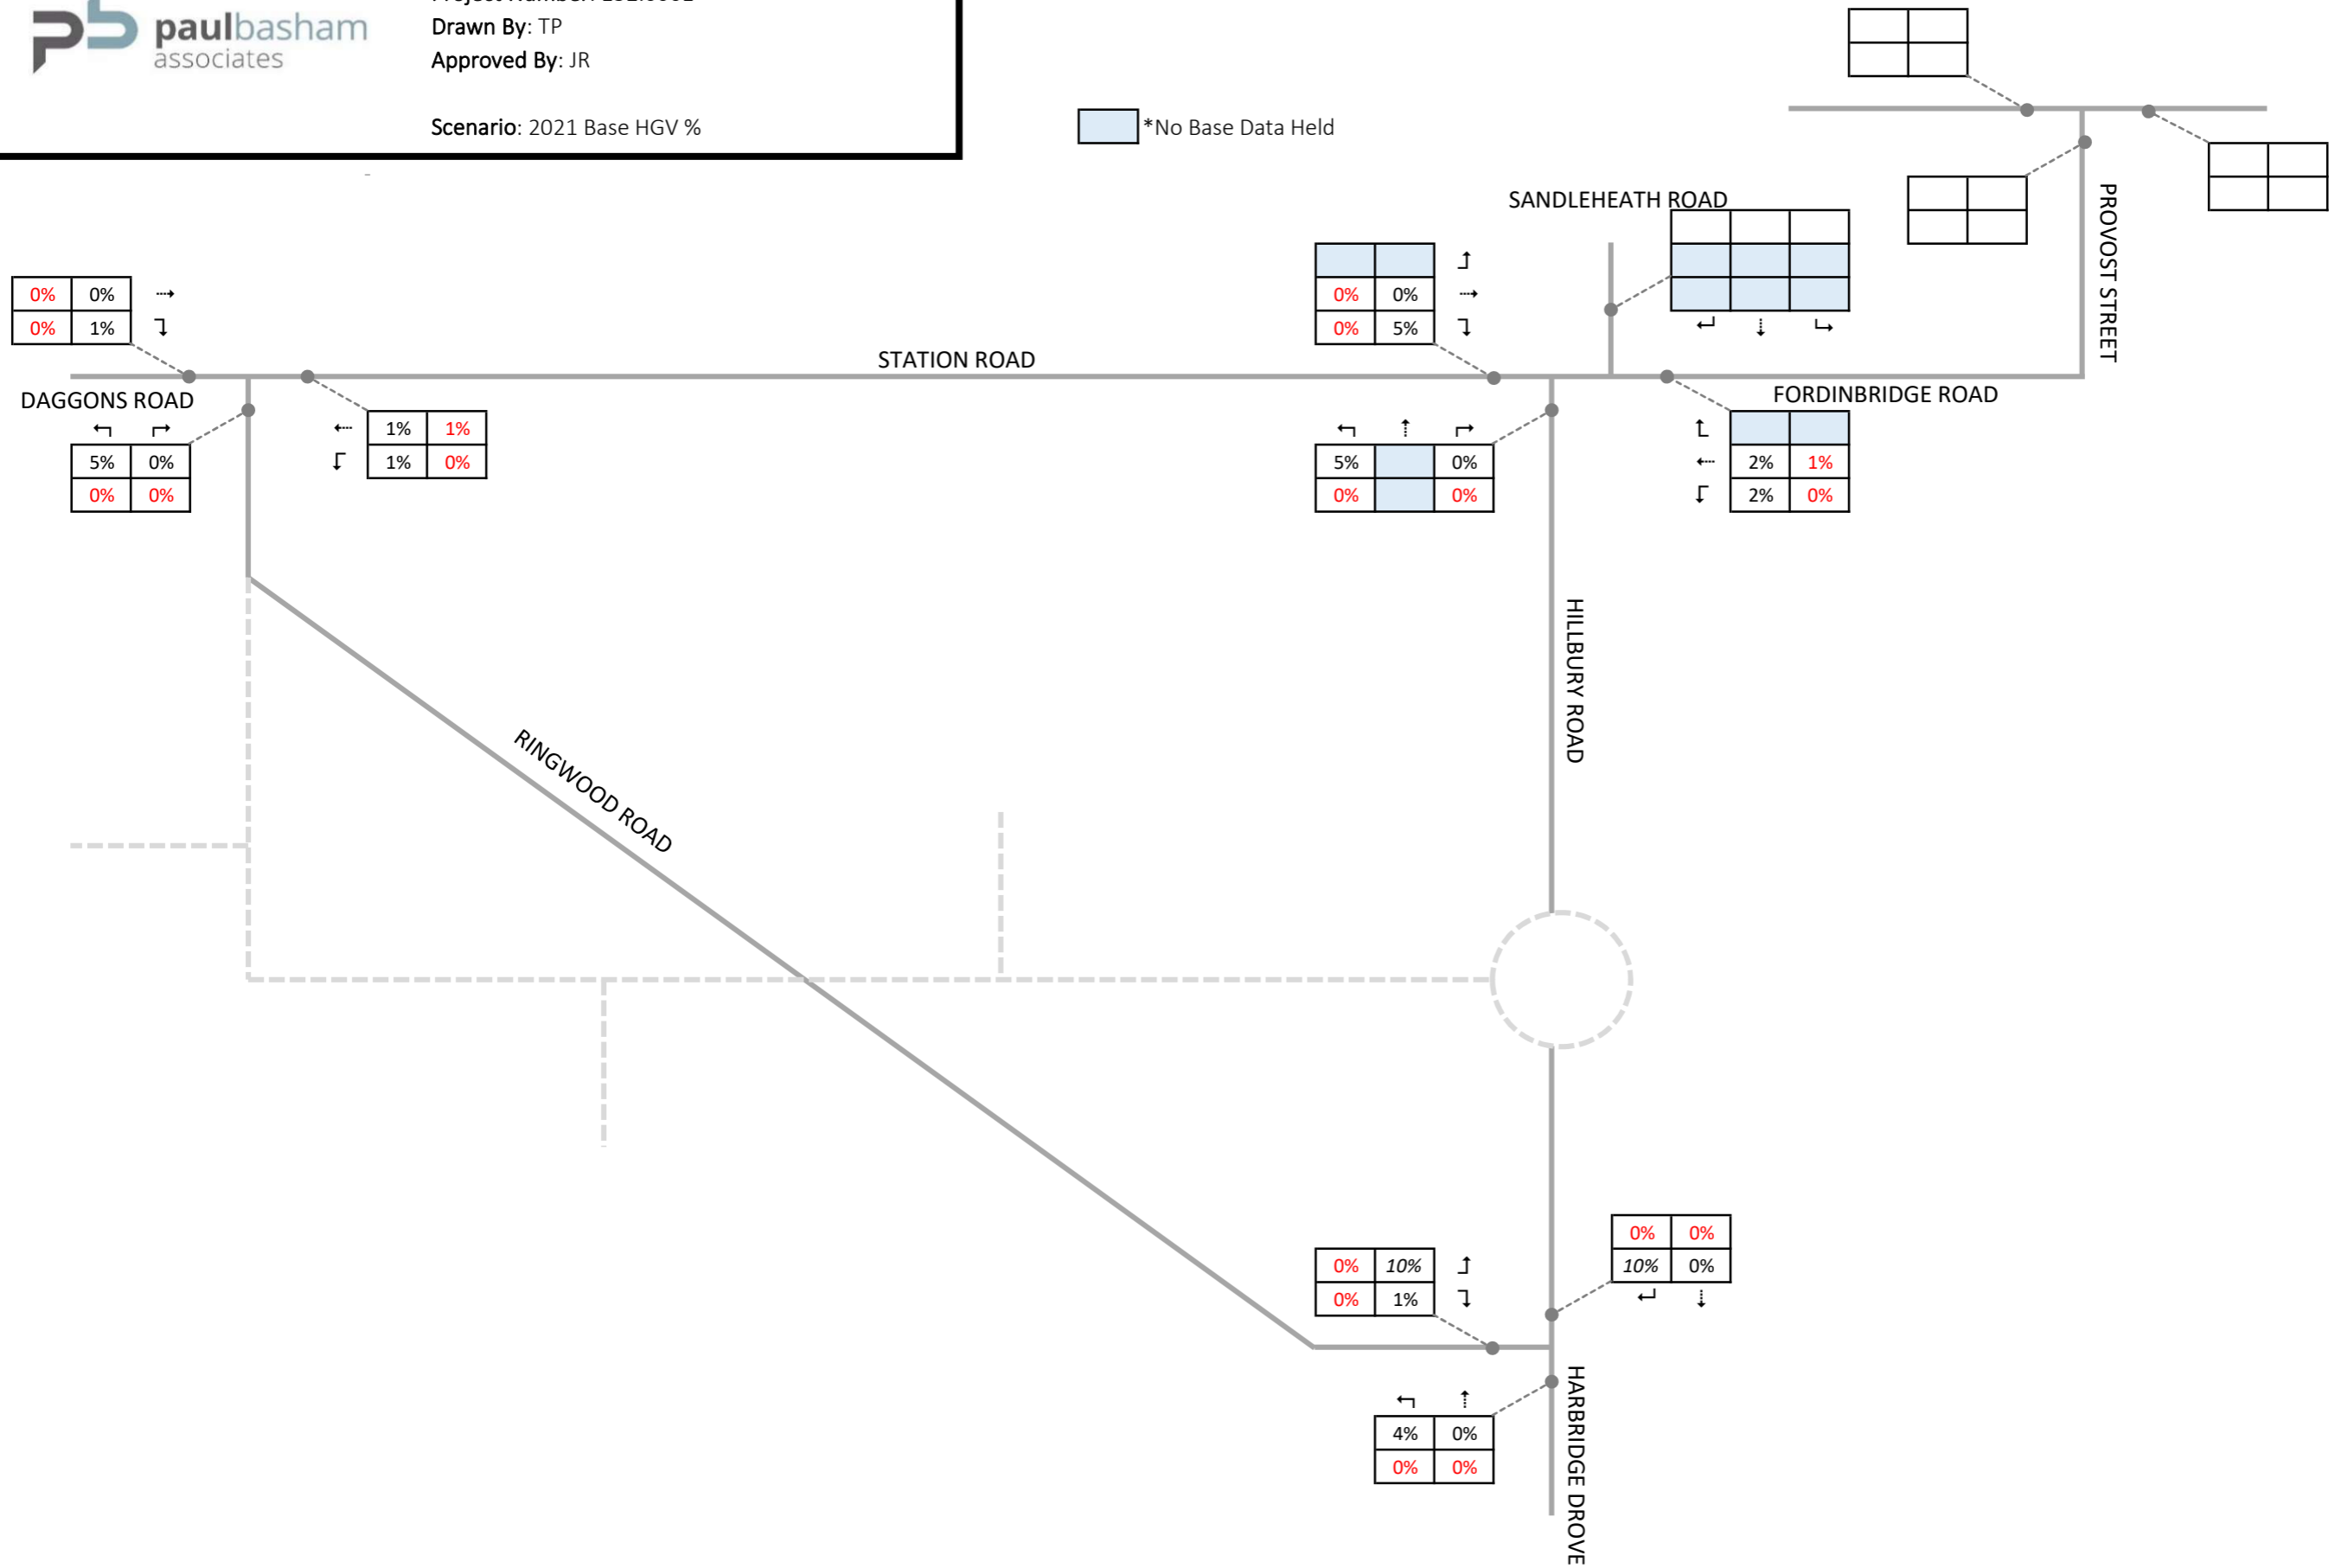 paulbasham
associates
Drawn By: TP
Approved By: JR
Scenario: 2021 Base HGV %
*No Base Data Held
SANDLEHEATH ROAD
PROVOST STREET
0% 0%
0% 1%
0% 0%
0% 5%
STATION ROAD
DAGGONS ROAD
FORDINBRIDGE ROAD
1% 1%
1% 0%
5% 0%
0% 0%
5% 0%
0% 0%
2% 1%
2% 0%
HILLBURY ROAD
RINGWOOD ROAD
0% 0%
10% 0%
0% 10%
0% 1%
HARBRIDGE DROVE
4% 0%
0% 0%